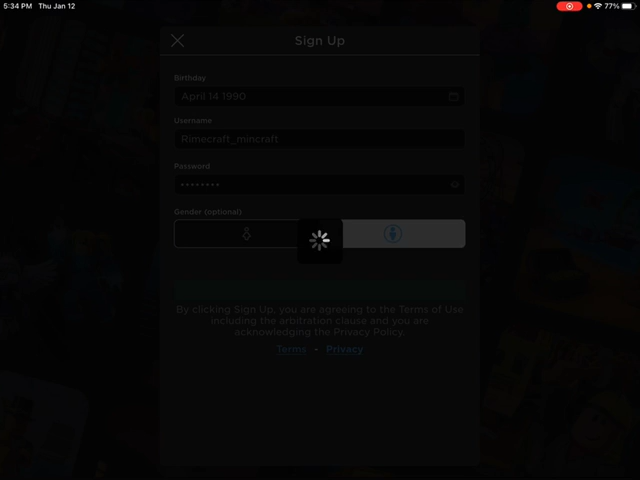 5:34 PM Thu Jan 12
77%
Sign Up
Birthday
April 14 1990
Username
Rimecraft_mincraft
Password
••••••••
Gender (optional)
By clicking Sign Up, you are agreeing to the Terms of Use
including the arbitration clause and you are
acknowledging the Privacy Policy.
Terms - Privacy